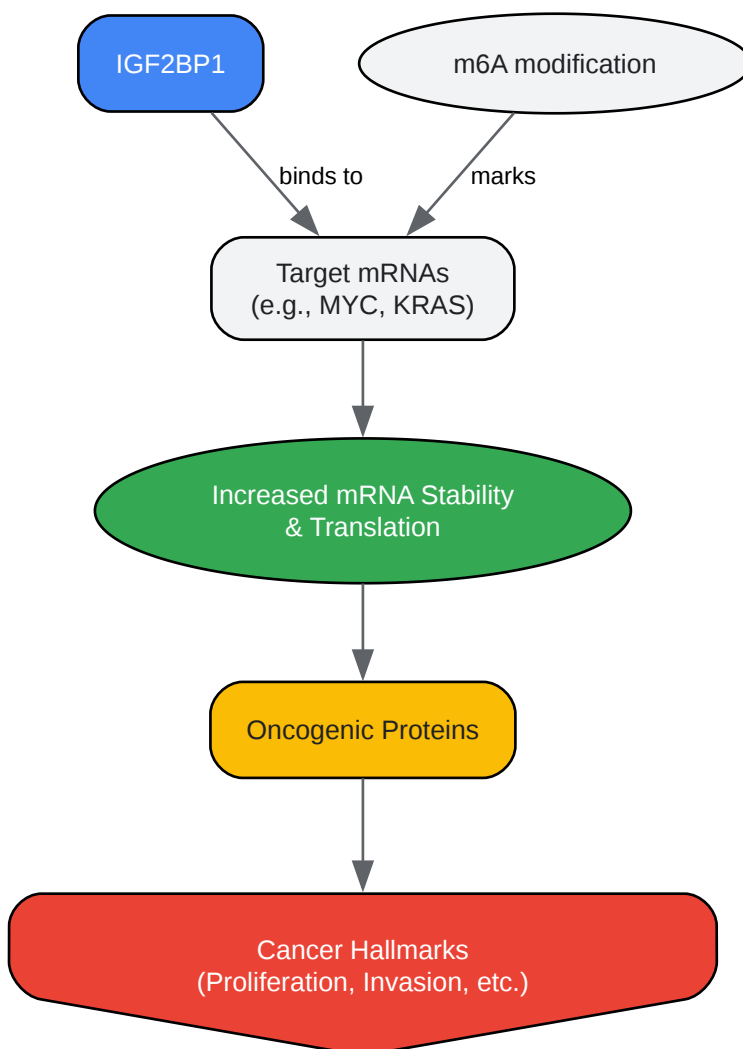 IGF2BP1
m6A modification
binds to
marks
Target mRNAs
(e.g., MYC, KRAS)
Increased mRNA Stability
& Translation
Oncogenic Proteins
Cancer Hallmarks
(Proliferation, Invasion, etc.)